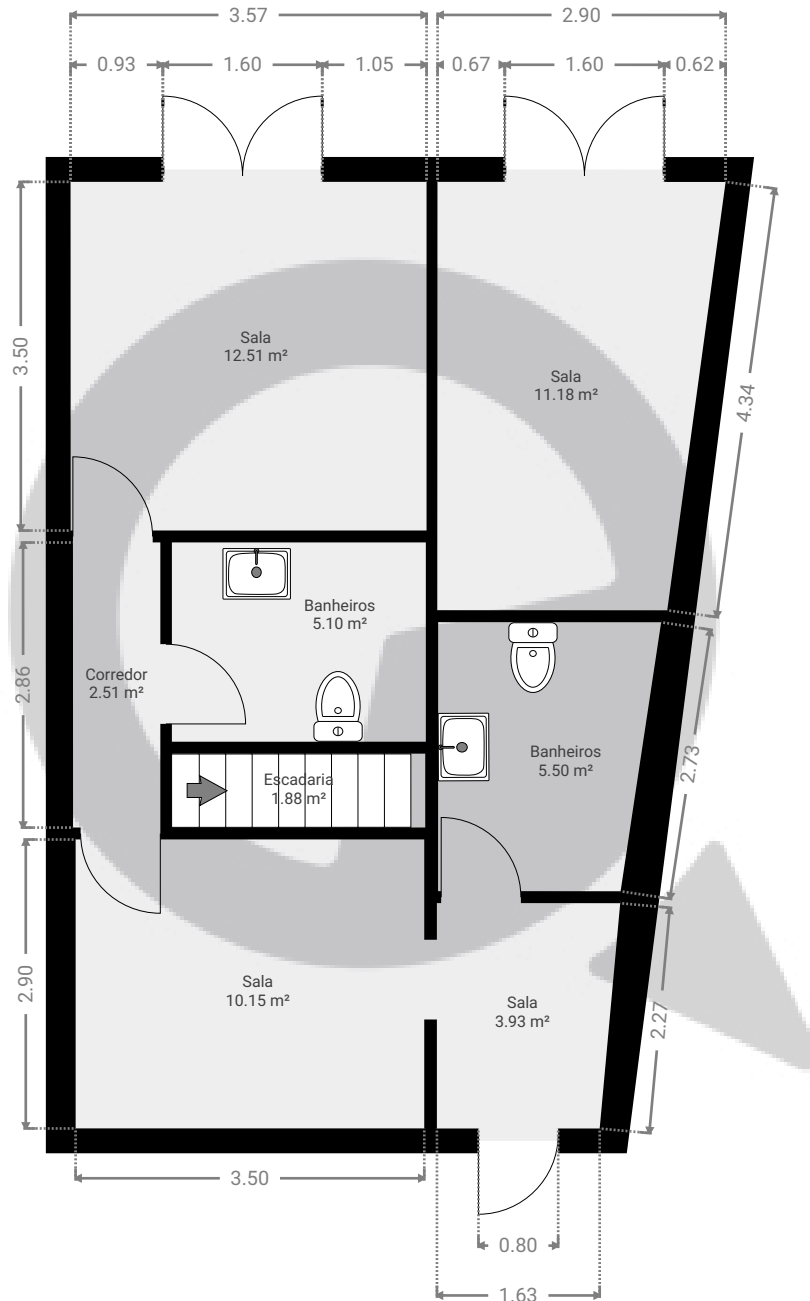 3.57
2.90
0.93
1.60
1.05
0.67
1.60
0.62
3.50
Sala
12.51 m²
Sala
11.18 m²
4.34
Banheiros
5.10 m²
2.86
Corredor
2.51 m²
Banheiros
5.50 m²
2.73
Escadaria
1.88 m²
2.90
Sala
10.15 m²
Sala
3.93 m²
2.27
3.50
0.80
1.63